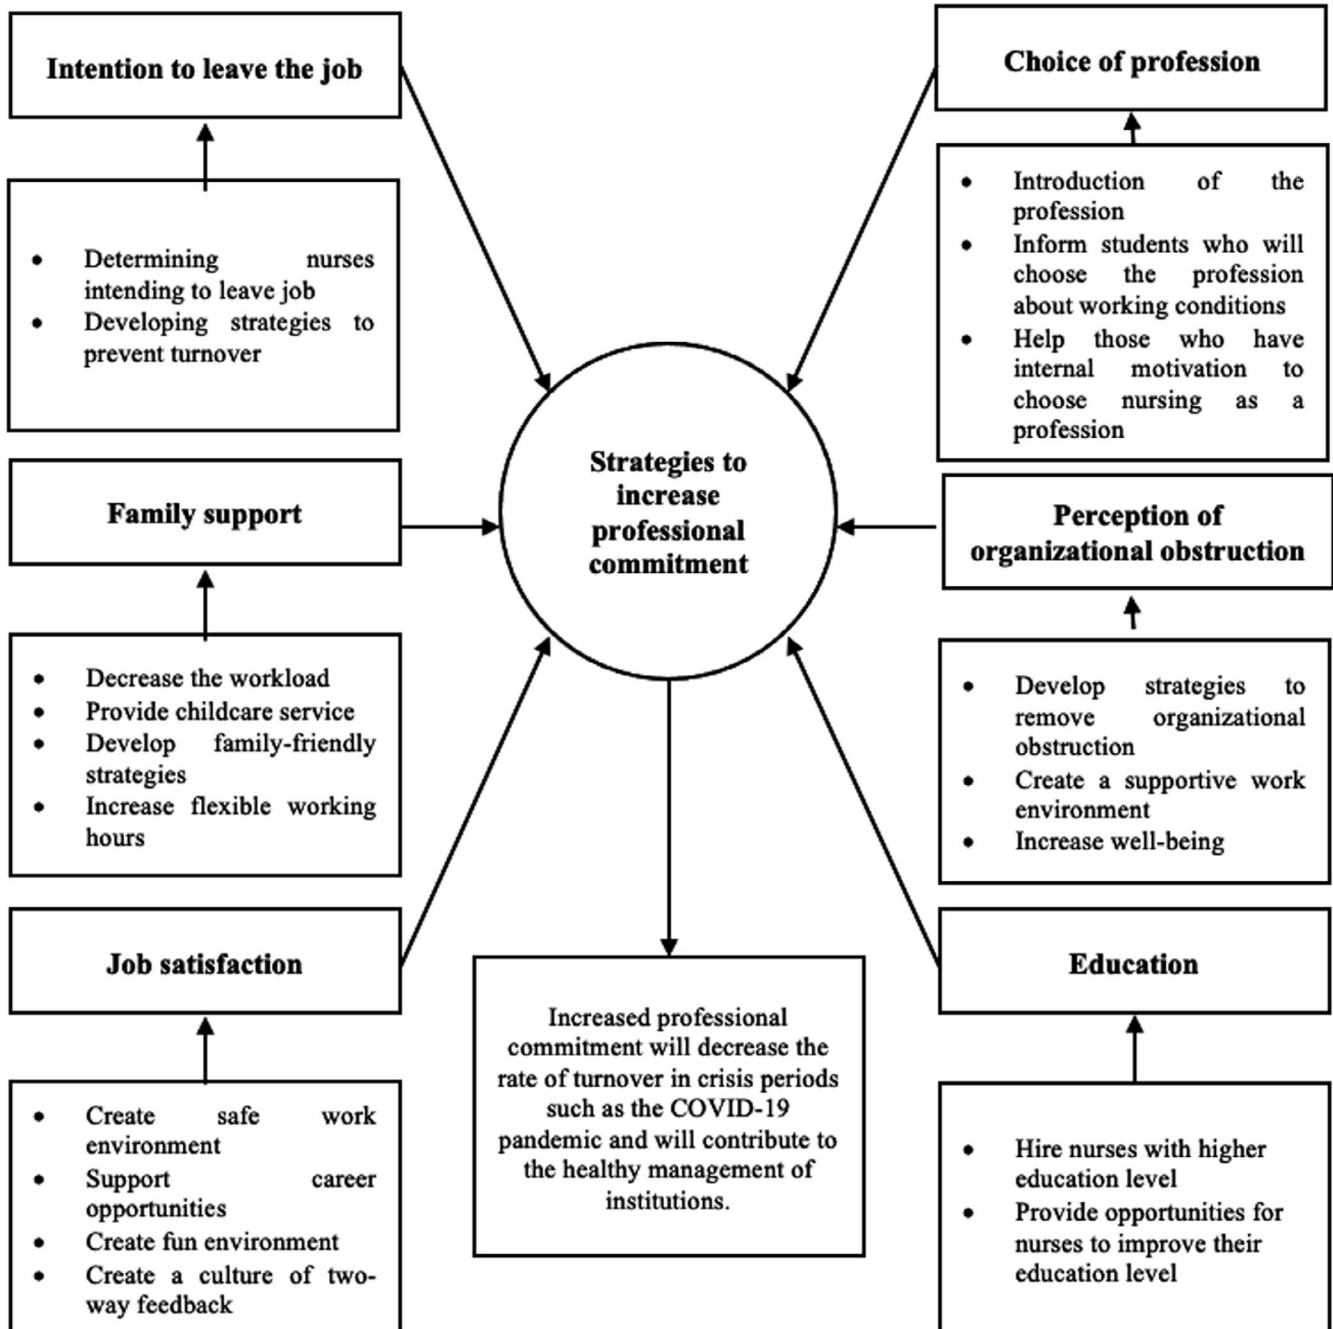 Intention to leave the job
• Determining nurses
intending to leave job
• Developing strategies to
prevent turnover
Family support
• Decrease the workload
• Provide childcare service
• Develop family-friendly
strategies
• Increase flexible working
hours
Job satisfaction
• Create safe work
environment
• Support career
opportunities
• Create fun environment
• Create a culture of two-
way feedback
Strategies to
increase
professional
commitment
Increased professional
commitment will decrease the
rate of turnover in crisis periods
such as the COVID-19
pandemic and will contribute to
the healthy management of
institutions.
Choice of profession
• Introduction of the
profession
• Inform students who will
choose the profession
about working conditions
• Help those who have
internal motivation to
choose nursing as a
profession
Perception of
organizational obstruction
• Develop strategies to
remove organizational
obstruction
• Create a supportive work
environment
• Increase well-being
Education
• Hire nurses with higher
education level
• Provide opportunities for
nurses to improve their
education level